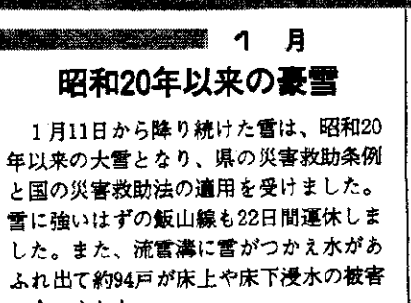 1月
昭和20年以来の豪雪
1月11日から降り続けた雪は、昭和20
年以来の大雪となり、県の災害救助条例
と国の災害救助法の適用を受けました。
雪に強いはずの飯山線も22日間運休しま
した。また、流雪溝に雪がつかえ水があ
ふれ出て約94戸が床上や床下浸水の被害